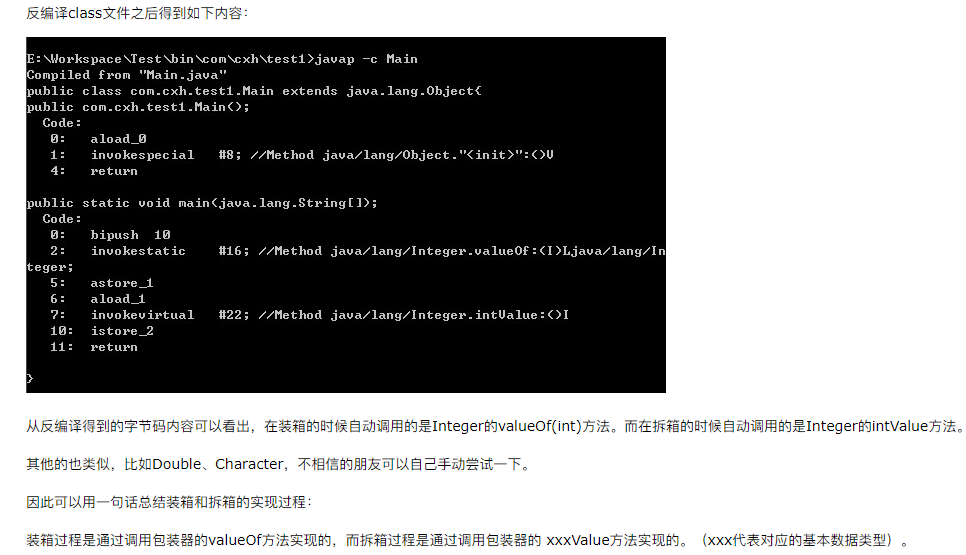 反编译class文件之后得到如下内容：
E:\Workspace\Test\bin\com\cxh\test1>javap -c Main
Compiled from "Main.java"
public class com.cxh.test1.Main extends java.lang.Object{
public com.cxh.test1.Main();
  Code:
   0:   aload_0
   1:   invokespecial   #8; //Method java/lang/Object."<init>":()V
   4:   return

public static void main(java.lang.String[]);
  Code:
   0:   bipush  10
   2:   invokestatic    #16; //Method java/lang/Integer.valueOf:(I)Ljava/lang/In
teger;
   5:   astore_1
   6:   aload_1
   7:   invokevirtual   #22; //Method java/lang/Integer.intValue:()I
   10:  istore_2
   11:  return

}
从反编译得到的字节码内容可以看出，在装箱的时候自动调用的是Integer的valueOf(int)方法。而在拆箱的时候自动调用的是Integer的intValue方法。
其他的也类似，比如Double、Character，不相信的朋友可以自己手动尝试一下。
因此可以用一句话总结装箱和拆箱的实现过程：
装箱过程是通过调用包装器的valueOf方法实现的，而拆箱过程是通过调用包装器的 xxxValue方法实现的。（xxx代表对应的基本数据类型）。